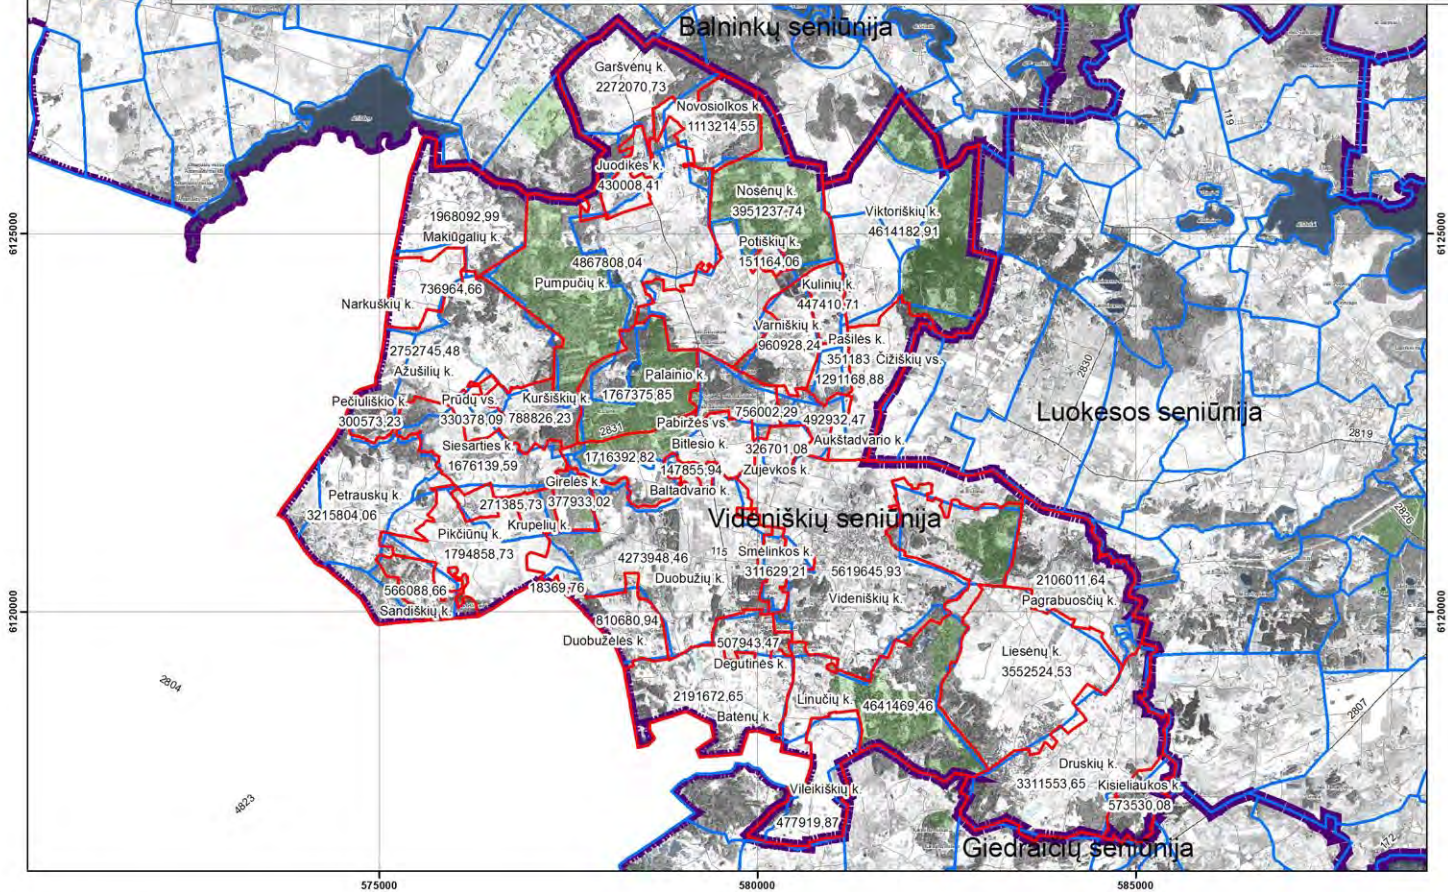 Balninkų seniūnija
Garšvėnų k.
2272070,73
Novosiolkos k.
1113214,55
119
Juodikės k.
430008,41
Nosėnų k.
3951237,74
Viktoriškių k.
4614182,91
1968092,99
Makiūgalių k.
6125000
6125000
Potiškių k.
151164,06
4867808,04
Pumpučių k.
736964,66
Kulinių k.
447410,71
Narkuškių k.
Varniškių k.
960928,24
Pašilės k.
351183
Čižiškių vs.
1291168,88
2752745,48
Ažušilių k.
2830
Palainio k.
1767375,85
Pečiuliškio k.
300573,23
Prūdų vs.
330378,09
Kuršiškių k.
788826,23
756002,29
492932,47
Luokesos seniūnija
2831
Pabiržės vs.
2819
Siesarties k.
1676139,59
1716392,82
Bitlesio k.
326701,08
Aukštadvario k.
147855,94
Zujevkos k.
Girelės k.
377933,02
Baltadvario k.
Petrauskų k.
3215804,06
271385,73
Krupelių k.
Videniškių seniūnija
2826
Pikčiūnų k.
1794858,73
4273948,46
115
Smėlinkos k.
311629,21
5619645,93
Duobužių k.
2106011,64
Pagrabuosčių k.
566088,66
18369,76
Videniškių k.
Sandiškių k.
6120000
6120000
810680,94
Duobužėlės k.
507943,47
Degutinės k.
Liesėnų k.
3552524,53
2804
2191672,65
Batėnų k.
Linučių k.
4641469,46
2807
Druskių k.
3311553,65
Kisieliaukos k.
573530,08
Vileikiškių k.
477919,87
4823
172
Giedraičių seniūnija
575000
580000
585000